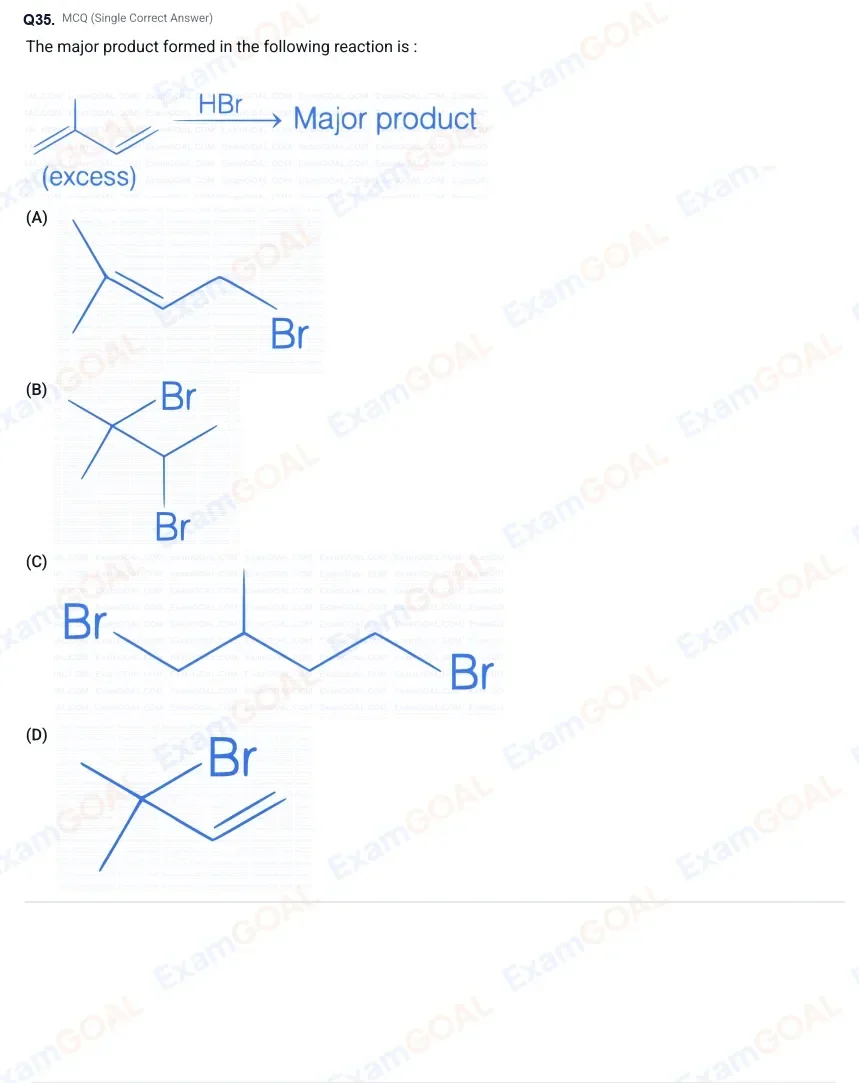 Q35. MCQ (Single Correct Answer)
The major product formed in the following reaction is :
HBr
Major product
(excess)
(A)
Br
(B)
Br
Br
(C)
Br
Br
(D)
Br
ExamGOAL